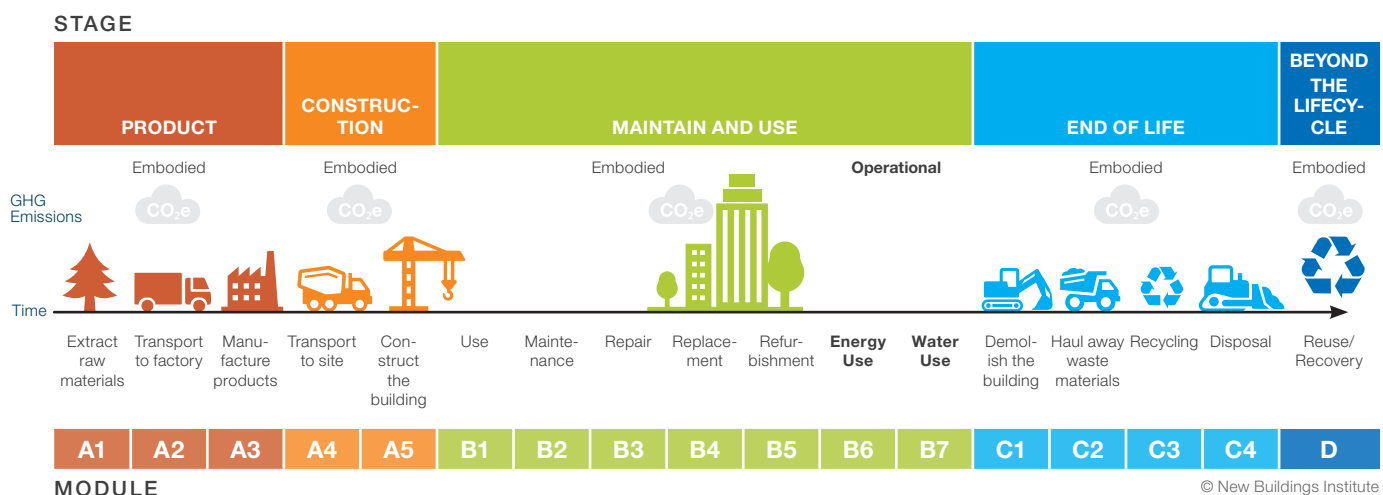 STAGE
PRODUCT
CONSTRUC-
TION
MAINTAIN AND USE
END OF LIFE
BEYOND
THE
LIFECY-
CLE
Embodied
Embodied
Embodied
Operational
Embodied
Embodied
GHG
Emissions
CO₂e
CO₂e
CO₂e
CO₂e
CO₂e
Time
Extract
raw
materials
Transport
to factory
Manu-
facture
products
Transport
to site
Con-
struct
the
building
Use
Mainte-
nance
Repair
Replace-
ment
Refur-
bishment
Energy
Use
Water
Use
Demol-
ish the
building
Haul away
waste
materials
Recycling
Disposal
Reuse/
Recovery
A1
A2
A3
A4
A5
B1
B2
B3
B4
B5
B6
B7
C1
C2
C3
C4
D
MODULE
© New Buildings Institute